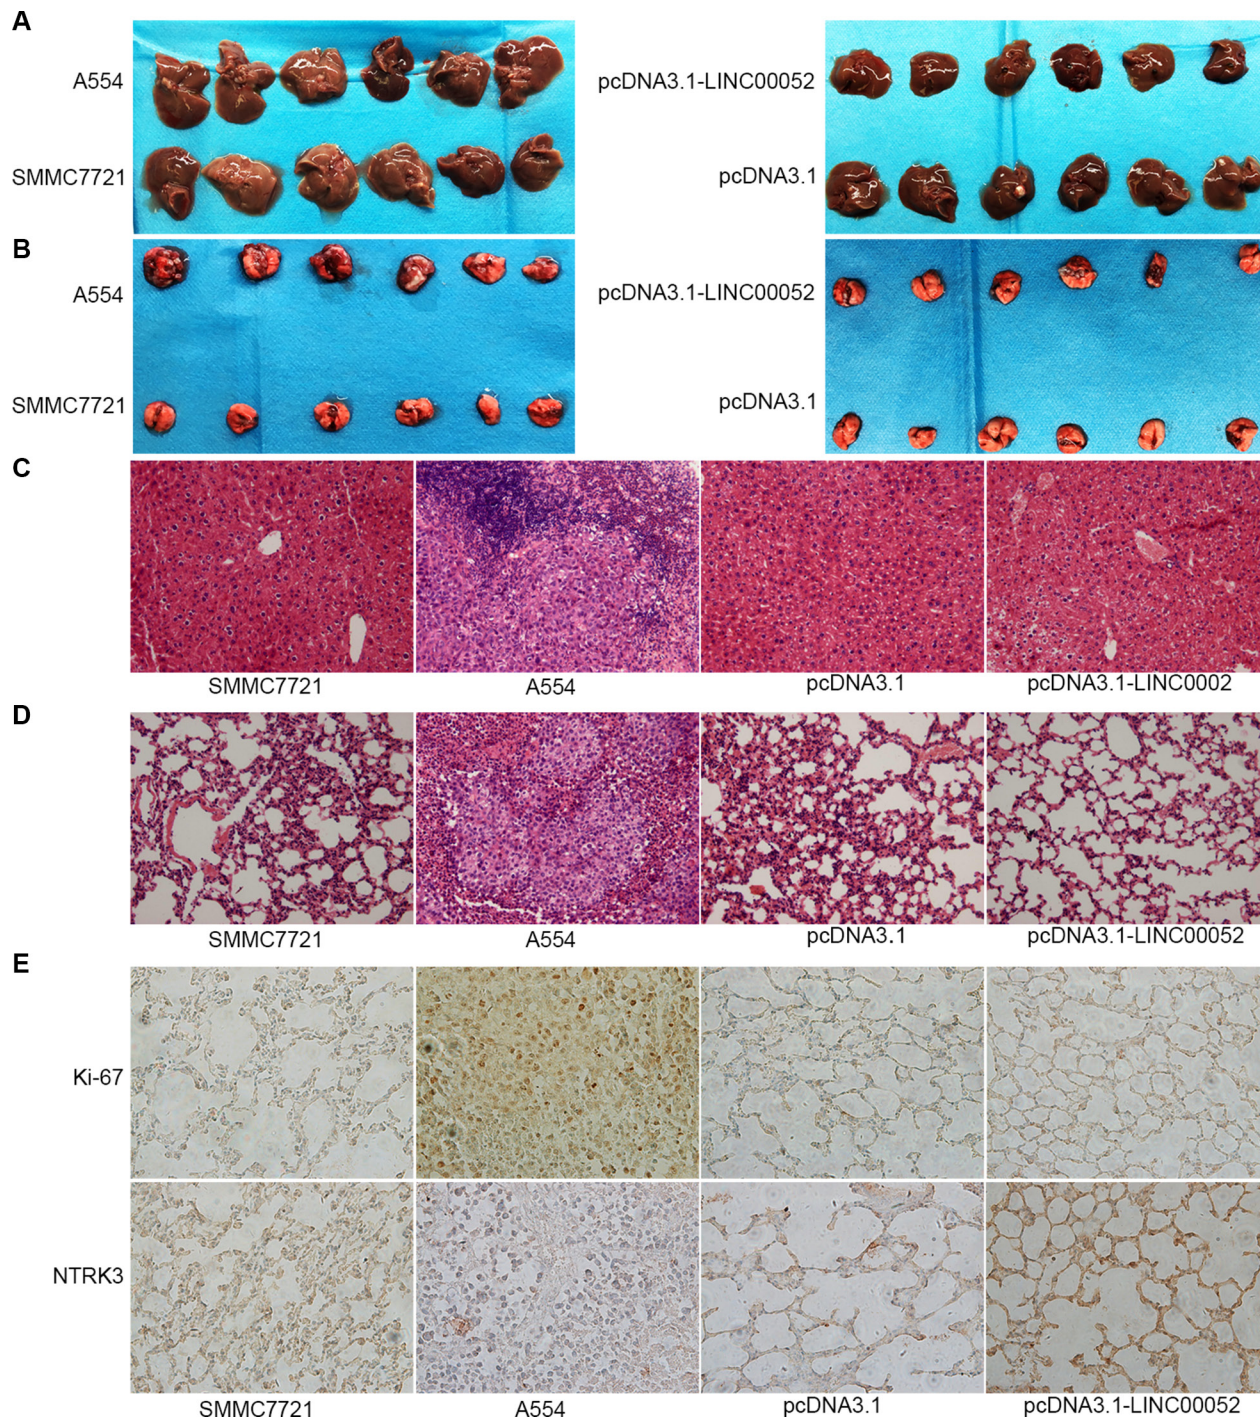 A
A554
pcDNA3.1-LINC00052
SMMC7721
pcDNA3.1
B
A554
pcDNA3.1-LINC00052
SMMC7721
pcDNA3.1
C
SMMC7721
A554
pcDNA3.1
pcDNA3.1-LINC0002
D
SMMC7721
A554
pcDNA3.1
pcDNA3.1-LINC00052
E
Ki-67
NTRK3
SMMC7721
A554
pcDNA3.1
pcDNA3.1-LINC00052